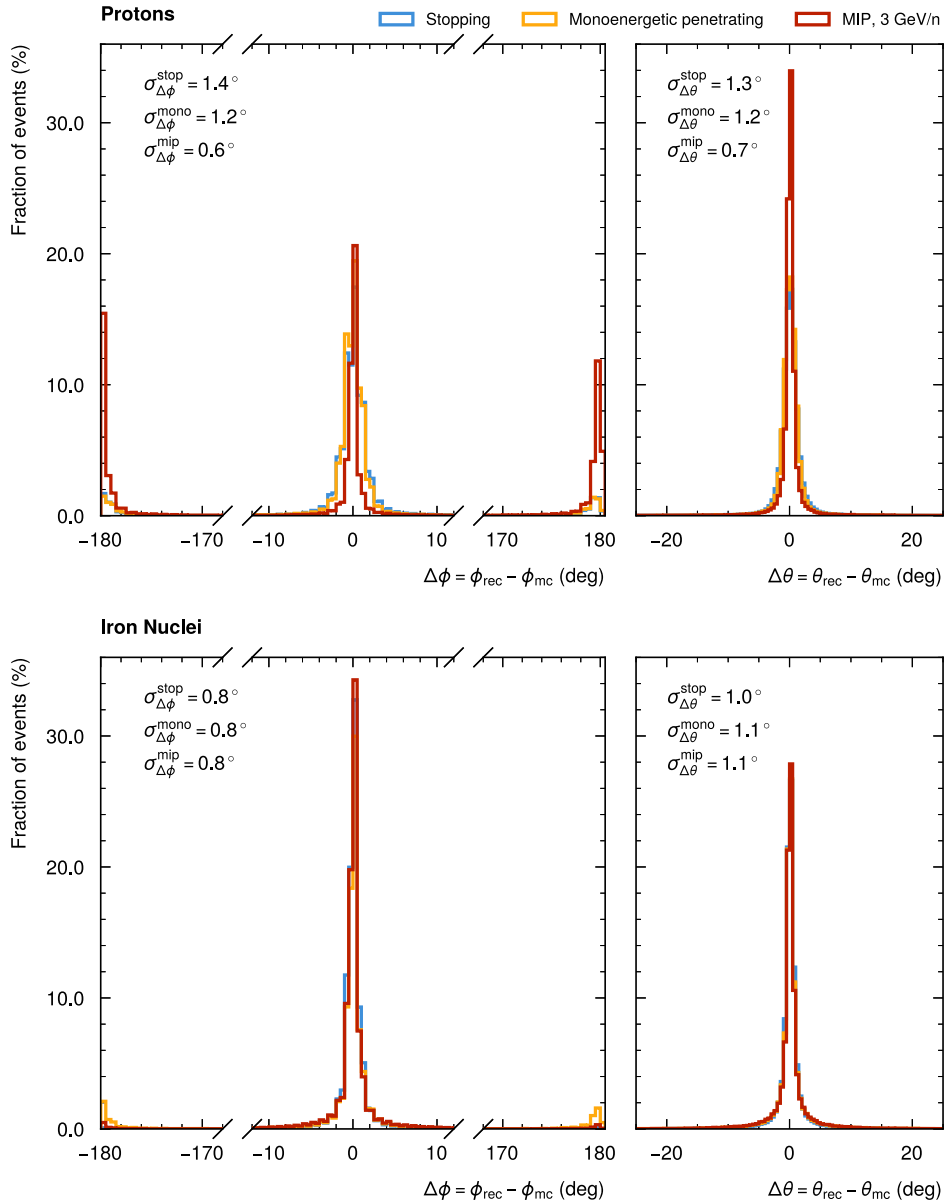 Protons
Stopping
Monoenergetic penetrating
MIP, 3 GeV/n
Fraction of events (%)
30.0
20.0
10.0
0.0
σ^stop_Δϕ = 1.4°
σ^mono_Δϕ = 1.2°
σ^mip_Δϕ = 0.6°
−180
−170
−10
0
10
170
180
Δϕ = ϕ_rec − ϕ_mc (deg)
σ^stop_Δθ = 1.3°
σ^mono_Δθ = 1.2°
σ^mip_Δθ = 0.7°
−20
0
20
Δθ = θ_rec − θ_mc (deg)
Iron Nuclei
Fraction of events (%)
30.0
20.0
10.0
0.0
σ^stop_Δϕ = 0.8°
σ^mono_Δϕ = 0.8°
σ^mip_Δϕ = 0.8°
−180
−170
−10
0
10
170
180
Δϕ = ϕ_rec − ϕ_mc (deg)
σ^stop_Δθ = 1.0°
σ^mono_Δθ = 1.1°
σ^mip_Δθ = 1.1°
−20
0
20
Δθ = θ_rec − θ_mc (deg)